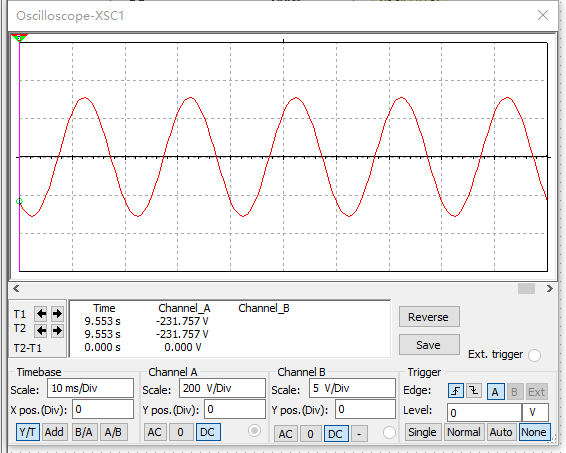 Oscilloscope-XSC1
T1
T2
T2-T1
Time Channel_A Channel_B
9.553 s -231.757 V
9.553 s -231.757 V
0.000 s 0.000 V
Reverse
Save
Ext. trigger
Timebase
Scale: 10 ms/Div
X pos.(Div): 0
Y/T Add B/A A/B
Channel A
Scale: 200 V/Div
Y pos.(Div): 0
AC 0 DC
Channel B
Scale: 5 V/Div
Y pos.(Div): 0
AC 0 DC -
Trigger
Edge: A B Ext
Level: 0 V
Single Normal Auto None